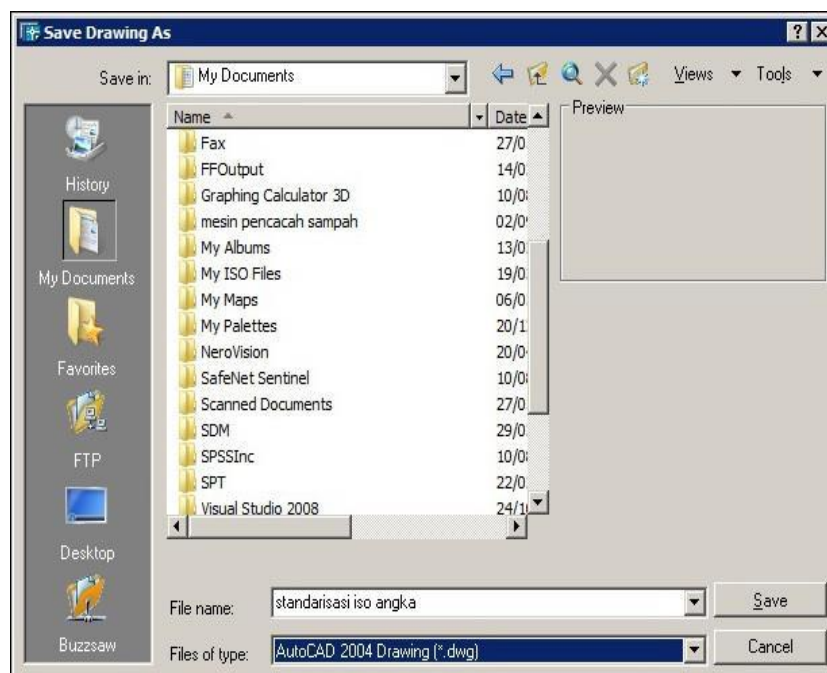 Save Drawing As
Save in: My Documents Views Tools
History
My Documents
Favorites
FTP
Desktop
Buzzsaw
Name Date
Fax 27/0
FFOutput 14/0
Graphing Calculator 3D 10/0
mesin pencacah sampah 02/0
My Albums 13/0
My ISO Files 19/0
My Maps 06/0
My Palettes 20/1
NeroVision 20/0
SafeNet Sentinel 10/0
Scanned Documents 27/0
SDM 29/0
SPSSInc 10/0
SPT 22/0
Visual Studio 2008 24/1
Preview
File name: standarisasi iso angka Save
Files of type: AutoCAD 2004 Drawing (*.dwg) Cancel